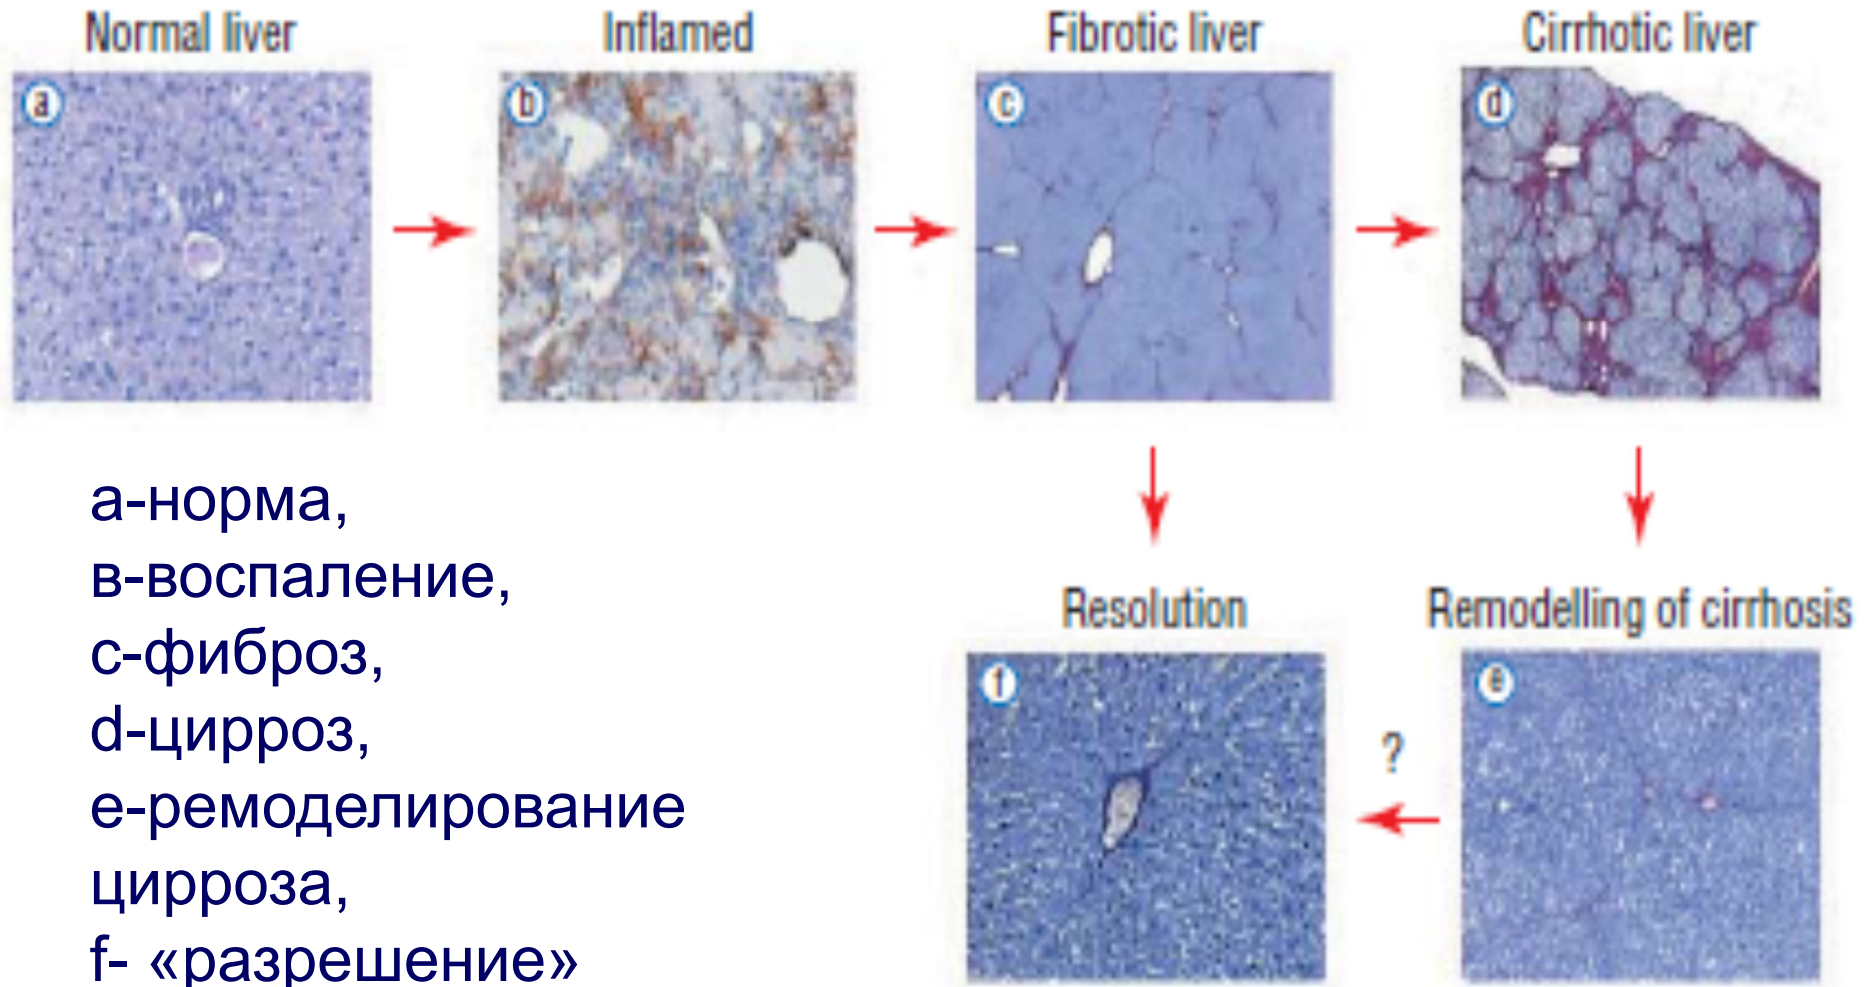 Normal liver
Inflamed
Fibrotic liver
Cirrhotic liver
a
b
c
d
а-норма,
в-воспаление,
с-фиброз,
d-цирроз,
е-ремоделирование
цирроза,
f- «разрешение»
Resolution
Remodelling of cirrhosis
f
?
e